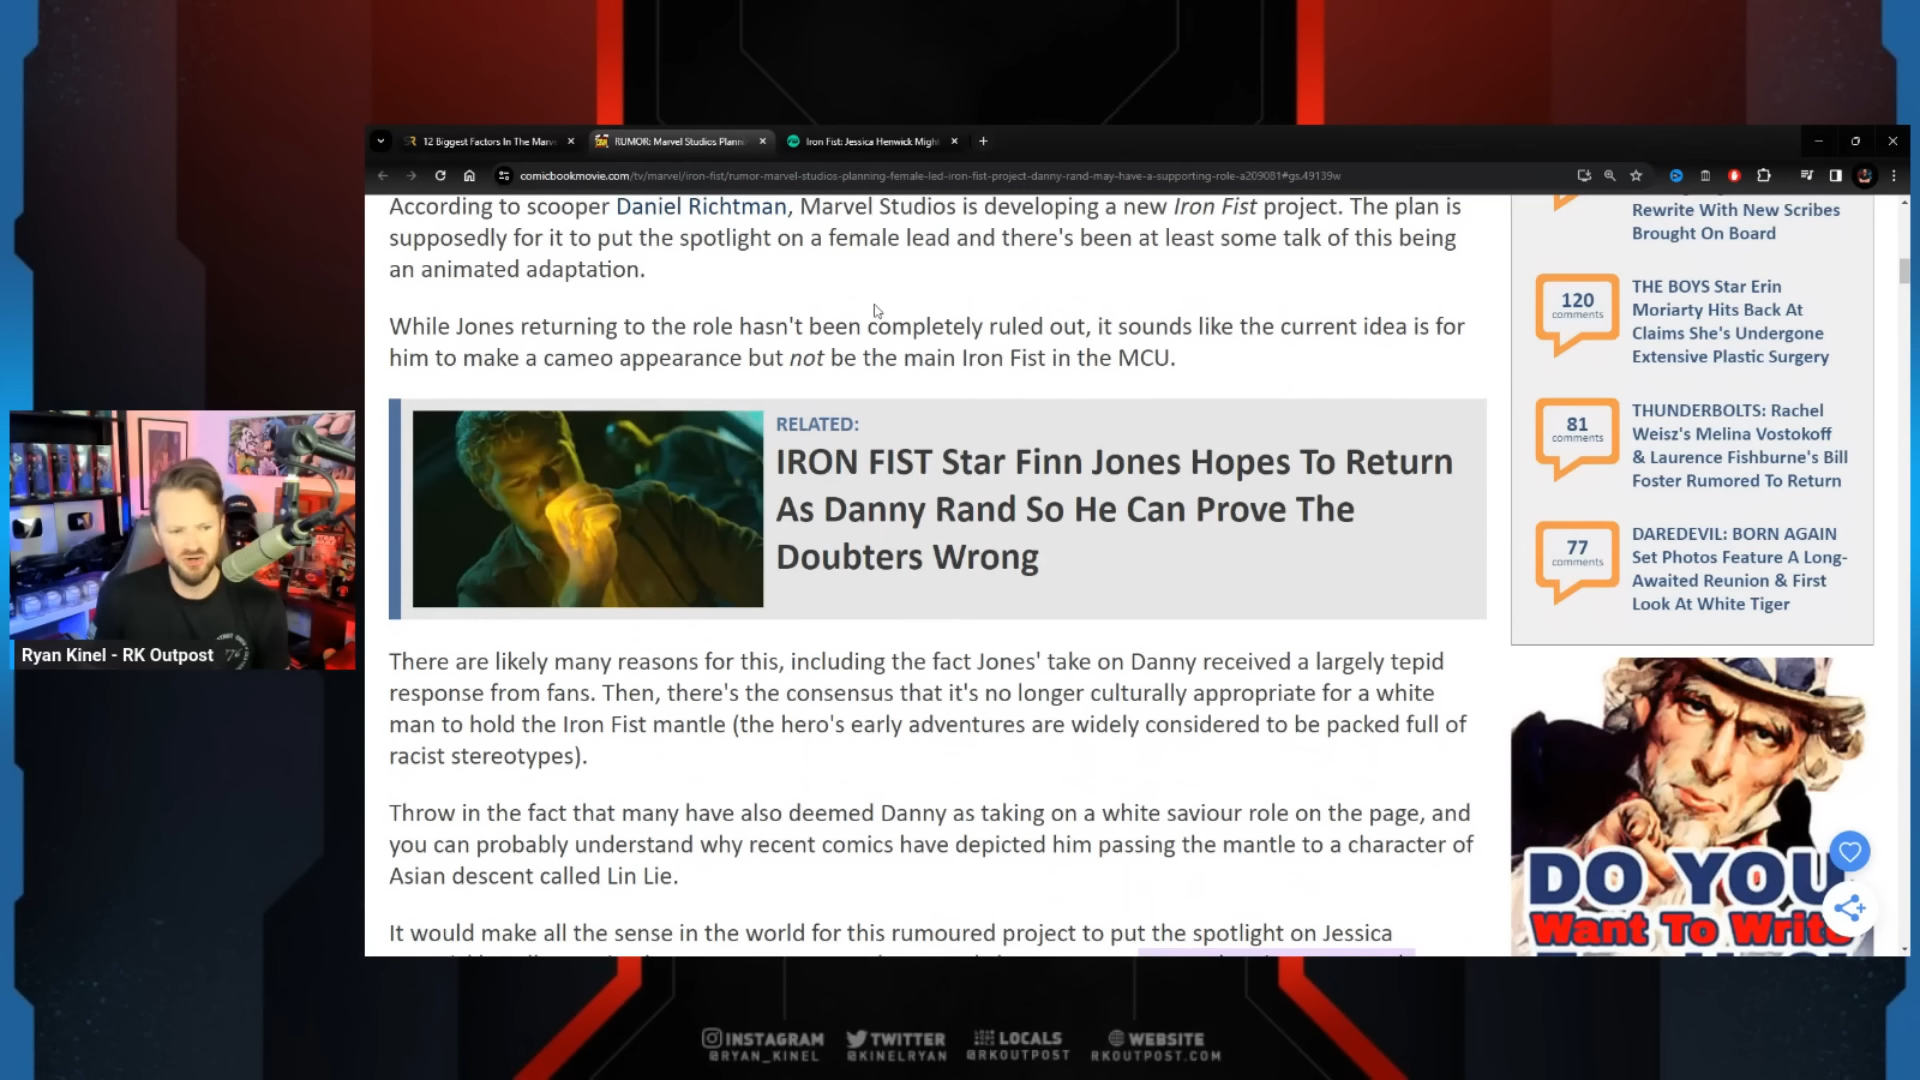 12 Biggest Factors In The Marve
RUMOR: Marvel Studios Planni
Iron Fist: Jessica Henwick Migh
comicbookmovie.com/tv/marvel/iron-fist/rumor-marvel-studios-planning-female-led-iron-fist-project-danny-rand-may-have-a-supporting-role-a209081#gs.49139w
According to scooper Daniel Richtman, Marvel Studios is developing a new Iron Fist project. The plan is
supposedly for it to put the spotlight on a female lead and there's been at least some talk of this being
an animated adaptation.
While Jones returning to the role hasn't been completely ruled out, it sounds like the current idea is for
him to make a cameo appearance but not be the main Iron Fist in the MCU.
RELATED:
IRON FIST Star Finn Jones Hopes To Return
As Danny Rand So He Can Prove The
Doubters Wrong
There are likely many reasons for this, including the fact Jones' take on Danny received a largely tepid
response from fans. Then, there's the consensus that it's no longer culturally appropriate for a white
man to hold the Iron Fist mantle (the hero's early adventures are widely considered to be packed full of
racist stereotypes).
Throw in the fact that many have also deemed Danny as taking on a white saviour role on the page, and
you can probably understand why recent comics have depicted him passing the mantle to a character of
Asian descent called Lin Lie.
It would make all the sense in the world for this rumoured project to put the spotlight on Jessica
Rewrite With New Scribes
Brought On Board
120
comments
THE BOYS Star Erin
Moriarty Hits Back At
Claims She's Undergone
Extensive Plastic Surgery
81
comments
THUNDERBOLTS: Rachel
Weisz's Melina Vostokoff
& Laurence Fishburne's Bill
Foster Rumored To Return
77
comments
DAREDEVIL: BORN AGAIN
Set Photos Feature A Long-
Awaited Reunion & First
Look At White Tiger
DO YOU
Want To Write
Ryan Kinel - RK Outpost
INSTAGRAM
@RYAN_KINEL
TWITTER
@KINELRYAN
LOCALS
@RKOUTPOST
WEBSITE
RKOUTPOST.COM